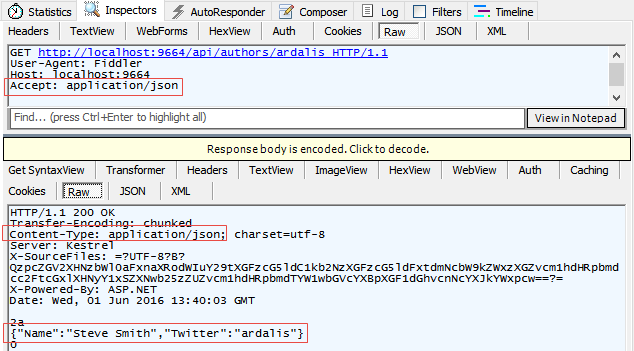 Statistics Inspectors AutoResponder Composer Log Filters Timeline
Headers TextView WebForms HexView Auth Cookies Raw JSON XML
GET http://localhost:9664/api/authors/ardalis HTTP/1.1
User-Agent: Fiddler
Host: localhost:9664
Accept: application/json
Find... (press Ctrl+Enter to highlight all) View in Notepad
Response body is encoded. Click to decode.
Get SyntaxView Transformer Headers TextView ImageView HexView WebView Auth Caching
Cookies Raw JSON XML
HTTP/1.1 200 OK
Transfer-Encoding: chunked
Content-Type: application/json; charset=utf-8
Server: Kestrel
X-SourceFiles: =?UTF-8?B?
X-Powered-By: ASP.NET
Date: Wed, 01 Jun 2016 13:40:03 GMT
2a
{"Name":"Steve Smith","Twitter":"ardalis"}
0